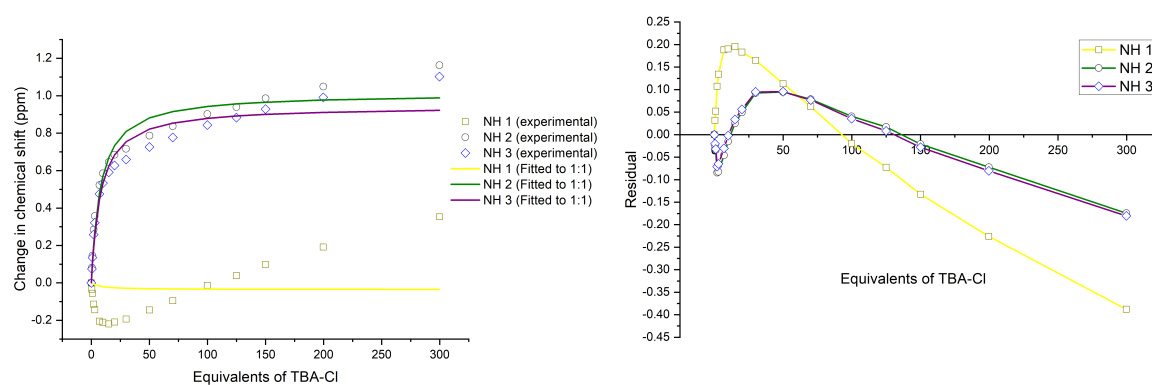 Change in chemical shift (ppm)
1.2
1.0
0.8
0.6
0.4
0.2
0.0
-0.2
0
50
100
150
200
250
300
Equivalents of TBA-Cl
NH 1 (experimental)
NH 2 (experimental)
NH 3 (experimental)
NH 1 (Fitted to 1:1)
NH 2 (Fitted to 1:1)
NH 3 (Fitted to 1:1)
Residual
0.25
0.20
0.15
0.10
0.05
0.00
-0.05
-0.10
-0.15
-0.20
-0.25
-0.30
-0.35
-0.40
-0.45
0
50
100
150
200
250
300
Equivalents of TBA-Cl
NH 1
NH 2
NH 3